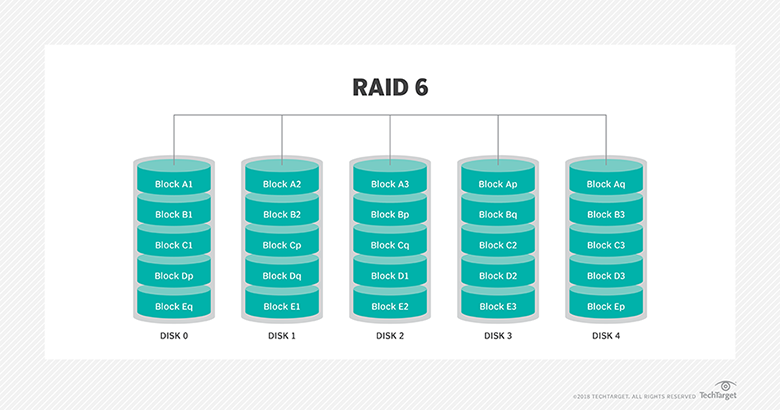 RAID 6
Block A1 Block A2 Block A3 Block Ap Block Aq
Block B1 Block B2 Block Bp Block Bq Block B3
Block C1 Block Cp Block Cq Block C2 Block C3
Block Dp Block Dq Block D1 Block D2 Block D3
Block Eq Block E1 Block E2 Block E3 Block Ep
DISK 0 DISK 1 DISK 2 DISK 3 DISK 4
©2018 TECHTARGET. ALL RIGHTS RESERVED TechTarget